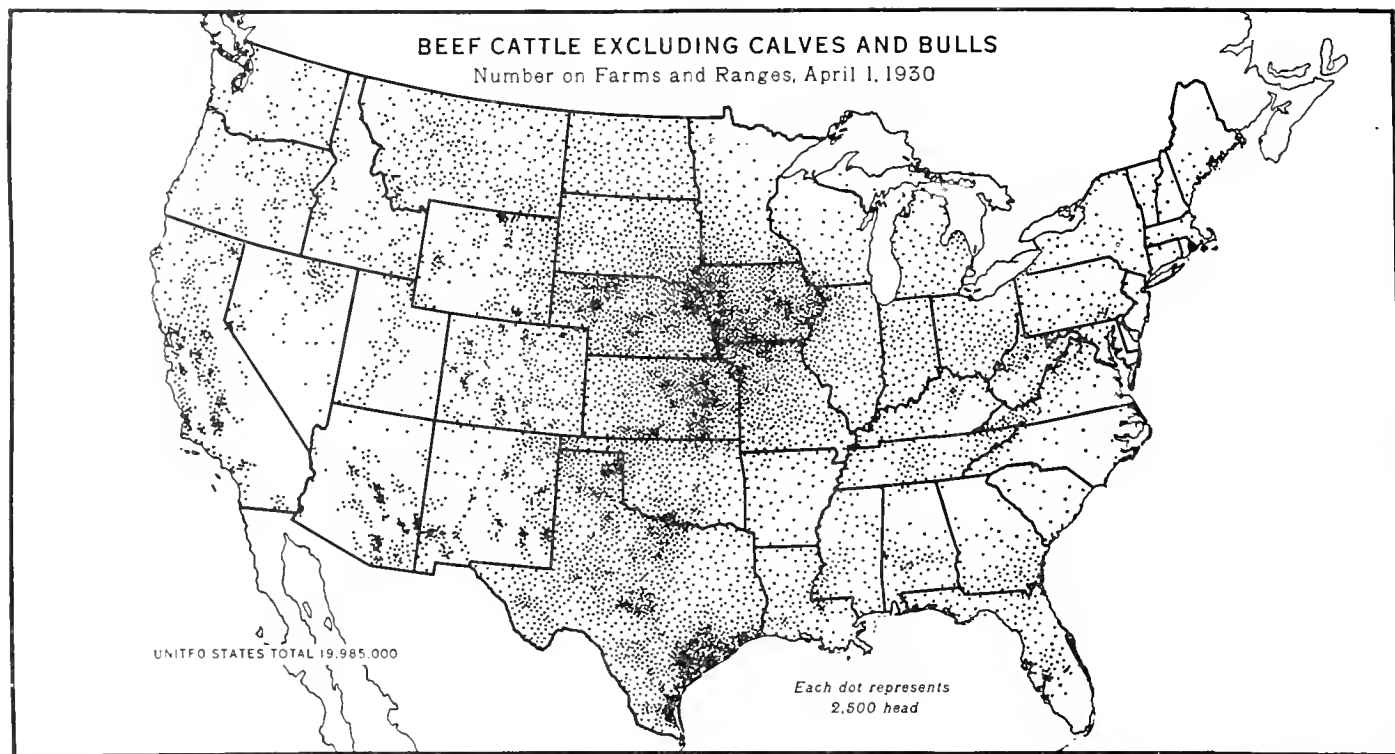 BEEF CATTLE EXCLUDING CALVES AND BULLS
Number on Farms and Ranges, April 1, 1930
UNITED STATES TOTAL 19,985,000
Each dot represents
2,500 head